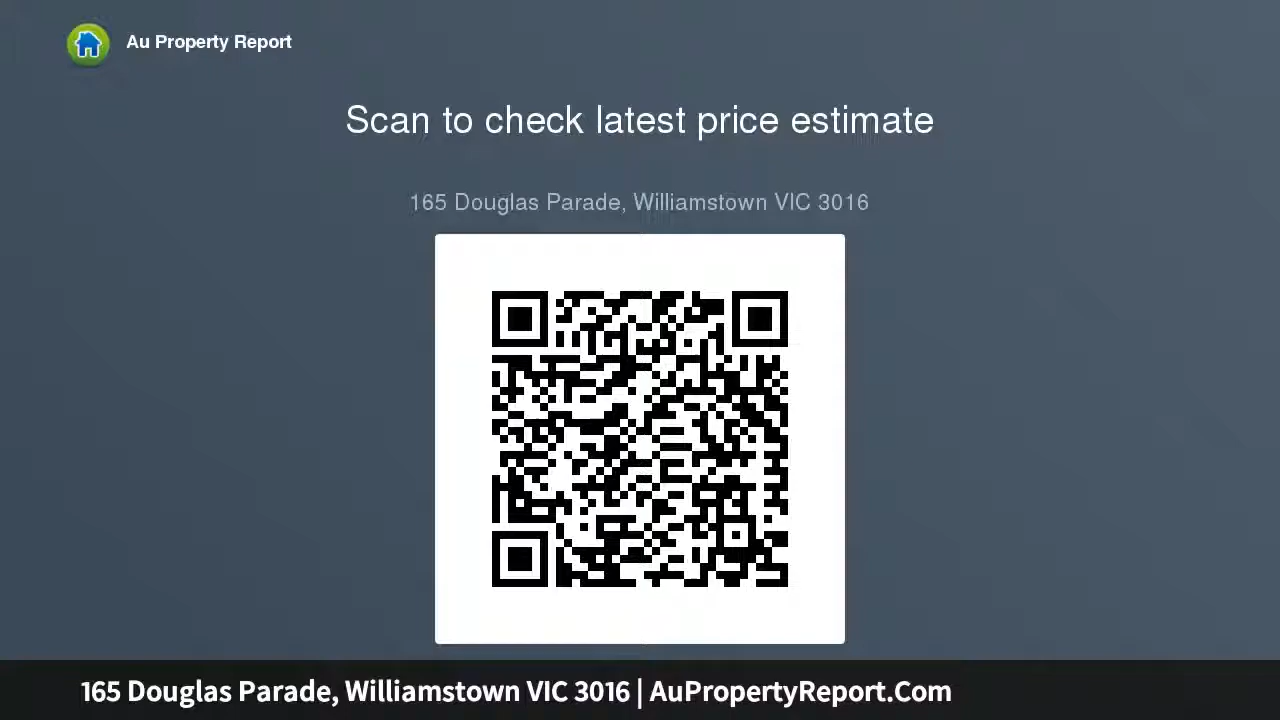 Au Property Report
Scan to check latest price estimate
165 Douglas Parade, Williamstown VIC 3016
165 Douglas Parade, Williamstown VIC 3016 | AuPropertyReport.Com